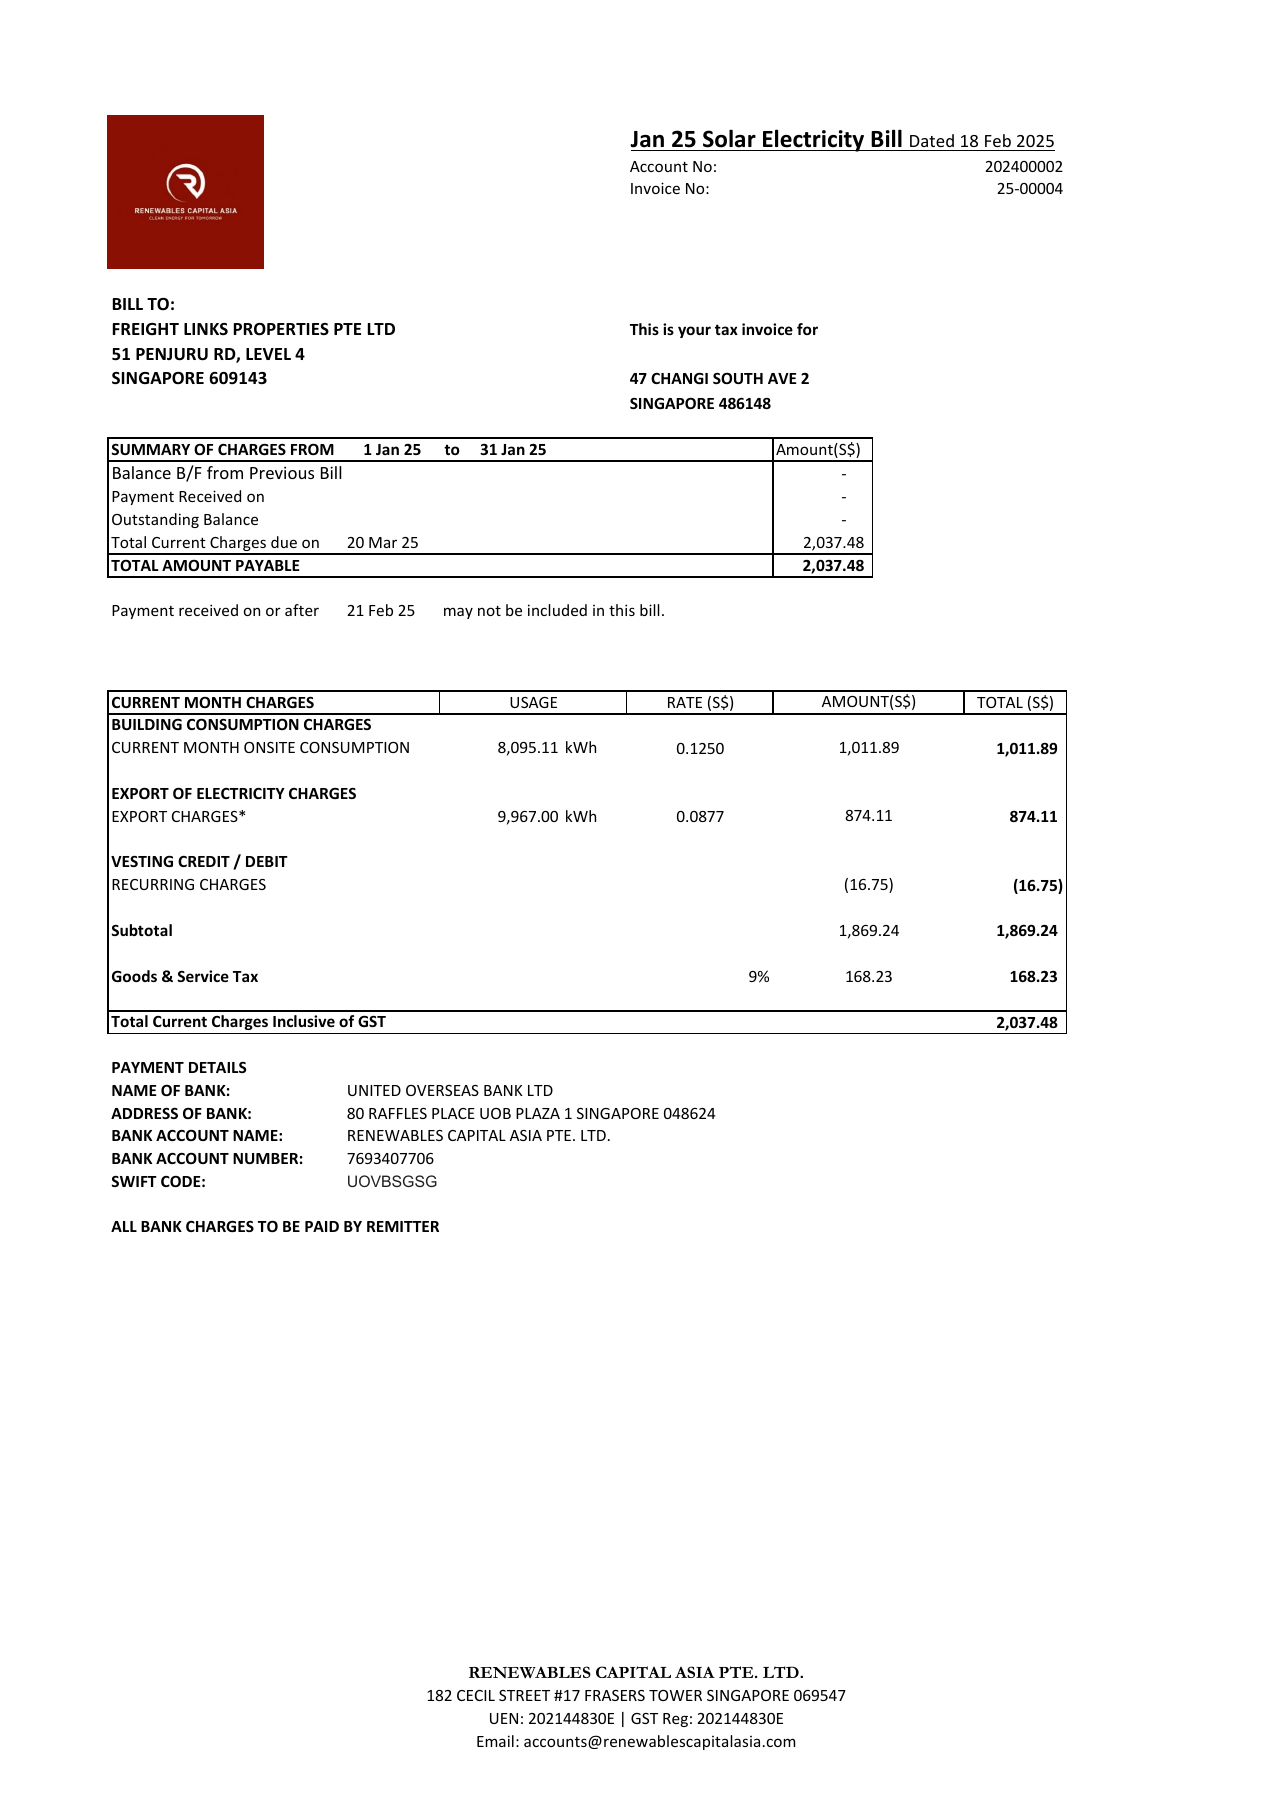 RENEWABLES CAPITAL ASIA
CLEAN ENERGY FOR TOMORROW
Jan 25 Solar Electricity Bill Dated 18 Feb 2025
Account No: 202400002
Invoice No: 25-00004
BILL TO:
FREIGHT LINKS PROPERTIES PTE LTD
This is your tax invoice for
51 PENJURU RD, LEVEL 4
SINGAPORE 609143
47 CHANGI SOUTH AVE 2
SINGAPORE 486148
SUMMARY OF CHARGES FROM 1 Jan 25 to 31 Jan 25 Amount(S$)
Balance B/F from Previous Bill -
Payment Received on -
Outstanding Balance -
Total Current Charges due on 20 Mar 25 2,037.48
TOTAL AMOUNT PAYABLE 2,037.48
Payment received on or after 21 Feb 25 may not be included in this bill.
CURRENT MONTH CHARGES USAGE RATE (S$) AMOUNT(S$) TOTAL (S$)
BUILDING CONSUMPTION CHARGES
CURRENT MONTH ONSITE CONSUMPTION 8,095.11 kWh 0.1250 1,011.89 1,011.89
EXPORT OF ELECTRICITY CHARGES
EXPORT CHARGES* 9,967.00 kWh 0.0877 874.11 874.11
VESTING CREDIT / DEBIT
RECURRING CHARGES (16.75) (16.75)
Subtotal 1,869.24 1,869.24
Goods & Service Tax 9% 168.23 168.23
Total Current Charges Inclusive of GST 2,037.48
PAYMENT DETAILS
NAME OF BANK: UNITED OVERSEAS BANK LTD
ADDRESS OF BANK: 80 RAFFLES PLACE UOB PLAZA 1 SINGAPORE 048624
BANK ACCOUNT NAME: RENEWABLES CAPITAL ASIA PTE. LTD.
BANK ACCOUNT NUMBER: 7693407706
SWIFT CODE: UOVBSGSG
ALL BANK CHARGES TO BE PAID BY REMITTER
RENEWABLES CAPITAL ASIA PTE. LTD.
182 CECIL STREET #17 FRASERS TOWER SINGAPORE 069547
UEN: 202144830E | GST Reg: 202144830E
Email: accounts@renewablescapitalasia.com